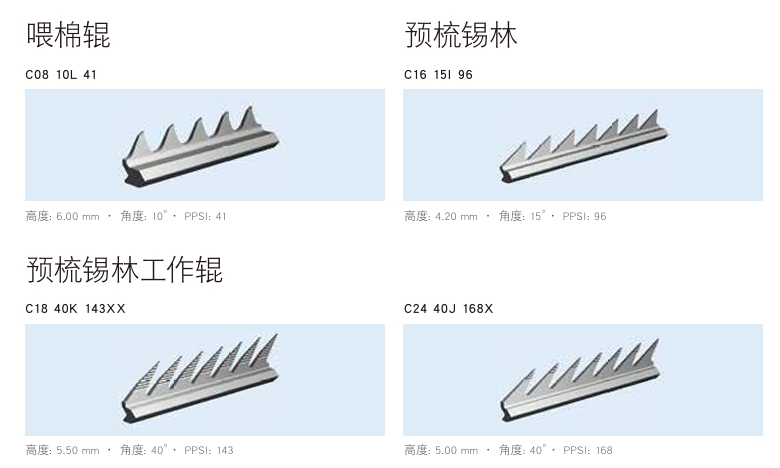 喂棉辊
C08 10L 41
高度: 6.00 mm · 角度: 10° · PPSI: 41
预梳锡林
C16 15I 96
高度: 4.20 mm · 角度: 15° · PPSI: 96
预梳锡林工作辊
C18 40K 143XX
高度: 5.50 mm · 角度: 40° · PPSI: 143
C24 40J 168X
高度: 5.00 mm · 角度: 40° · PPSI: 168